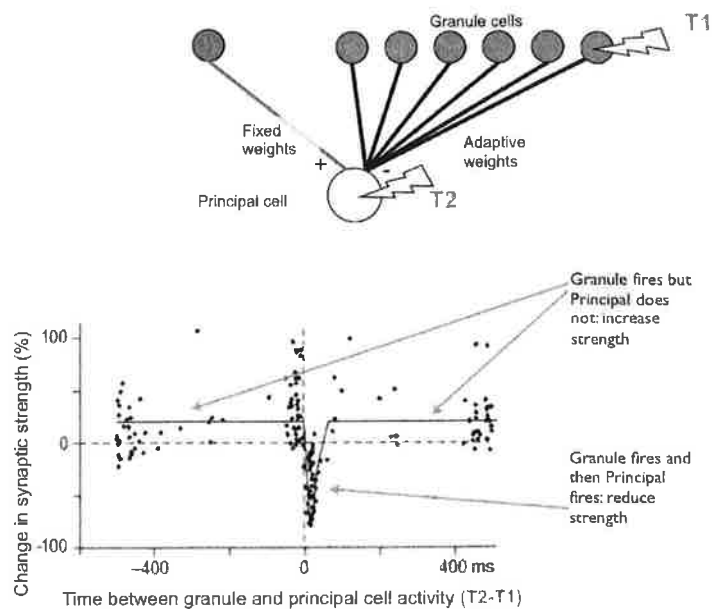 Granule cells
T1
Fixed
weights
+
-
Adaptive
weights
Principal cell
T2
Granule fires but
Principal does
not: increase
strength
Change in synaptic strength (%)
100
0
-100
Granule fires and
then Principal
fires: reduce
strength
-400
0
400 ms
Time between granule and principal cell activity (T2-T1)